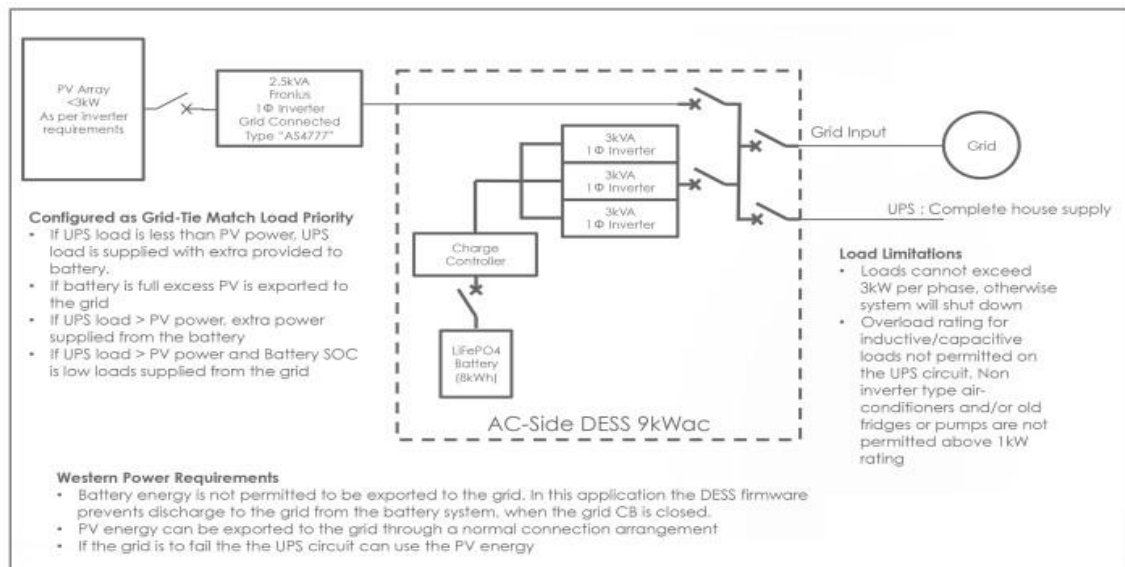 PV Array
<3kW
As per inverter
requirements
2.5kVA
Fronius
1Φ Inverter
Grid Connected
Type "AS4777"
3kVA
1Φ Inverter
3kVA
1Φ Inverter
3kVA
1Φ Inverter
Grid Input
Grid
UPS : Complete house supply
Charge
Controller
LiFePO4
Battery
(8kWh)
AC-Side DESS 9kWac
Configured as Grid-Tie Match Load Priority
• If UPS load is less than PV power, UPS
load is supplied with extra provided to
battery.
• If battery is full excess PV is exported to
the grid
• If UPS load > PV power, extra power
supplied from the battery
• If UPS load > PV power and Battery SOC
is low loads supplied from the grid
Load Limitations
• Loads cannot exceed
3kW per phase, otherwise
system will shut down
• Overload rating for
inductive/capacitive
loads not permitted on
the UPS circuit. Non
inverter type air-
conditioners and/or old
fridges or pumps are not
permitted above 1kW
rating
Western Power Requirements
• Battery energy is not permitted to be exported to the grid. In this application the DESS firmware
prevents discharge to the grid from the battery system, when the grid CB is closed.
• PV energy can be exported to the grid through a normal connection arrangement
• If the grid is to fail the the UPS circuit can use the PV energy